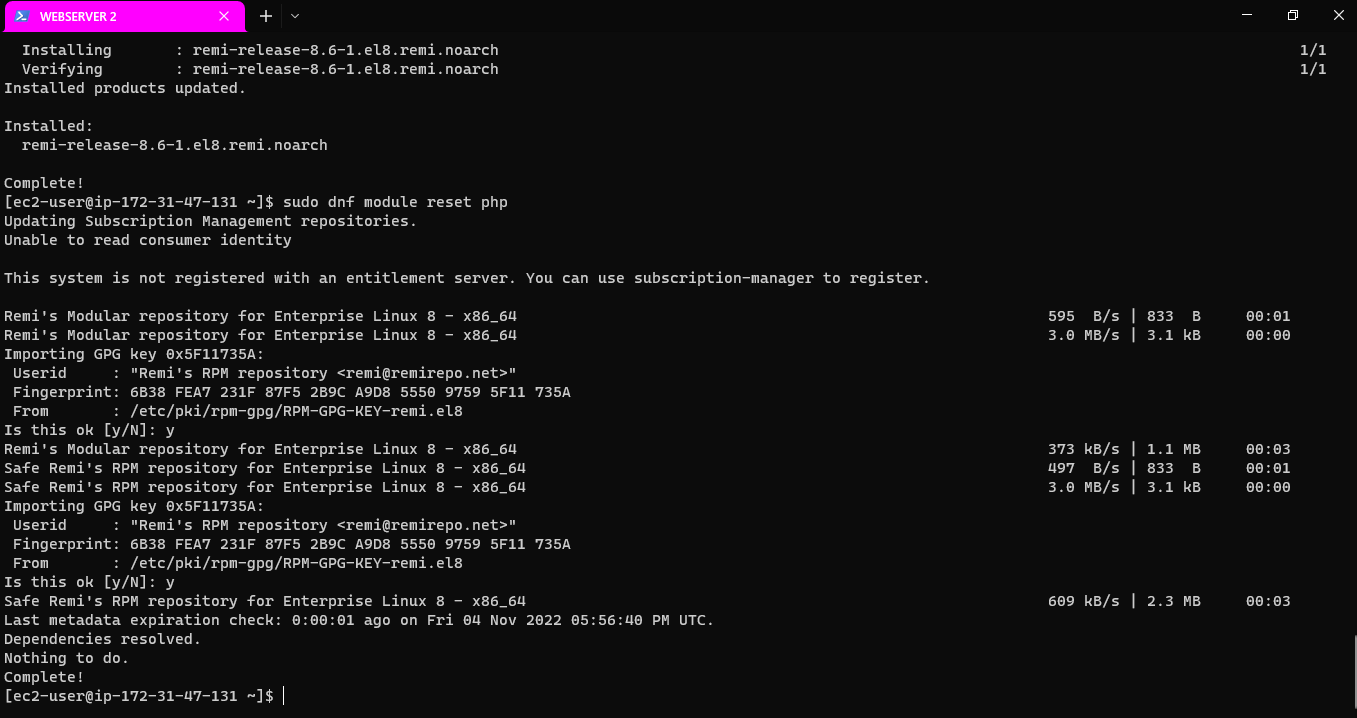 WEBSERVER 2
Installing : remi-release-8.6-1.el8.remi.noarch 1/1
Verifying : remi-release-8.6-1.el8.remi.noarch 1/1
Installed products updated.
Installed:
remi-release-8.6-1.el8.remi.noarch
Complete!
[ec2-user@ip-172-31-47-131 ~]$ sudo dnf module reset php
Updating Subscription Management repositories.
Unable to read consumer identity
This system is not registered with an entitlement server. You can use subscription-manager to register.
Remi's Modular repository for Enterprise Linux 8 - x86_64 595 B/s | 833 B 00:01
Remi's Modular repository for Enterprise Linux 8 - x86_64 3.0 MB/s | 3.1 kB 00:00
Importing GPG key 0x5F11735A:
Userid : "Remi's RPM repository <remi@remirepo.net>"
Fingerprint: 6B38 FEA7 231F 87F5 2B9C A9D8 5550 9759 5F11 735A
From : /etc/pki/rpm-gpg/RPM-GPG-KEY-remi.el8
Is this ok [y/N]: y
Remi's Modular repository for Enterprise Linux 8 - x86_64 373 kB/s | 1.1 MB 00:03
Safe Remi's RPM repository for Enterprise Linux 8 - x86_64 497 B/s | 833 B 00:01
Safe Remi's RPM repository for Enterprise Linux 8 - x86_64 3.0 MB/s | 3.1 kB 00:00
Importing GPG key 0x5F11735A:
Userid : "Remi's RPM repository <remi@remirepo.net>"
Fingerprint: 6B38 FEA7 231F 87F5 2B9C A9D8 5550 9759 5F11 735A
From : /etc/pki/rpm-gpg/RPM-GPG-KEY-remi.el8
Is this ok [y/N]: y
Safe Remi's RPM repository for Enterprise Linux 8 - x86_64 609 kB/s | 2.3 MB 00:03
Last metadata expiration check: 0:00:01 ago on Fri 04 Nov 2022 05:56:40 PM UTC.
Dependencies resolved.
Nothing to do.
Complete!
[ec2-user@ip-172-31-47-131 ~]$